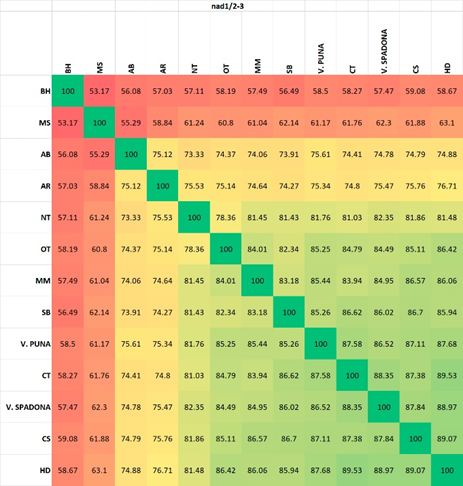 nad1/2-3
BH MS AB AR NT OT MM SB V. PUNA CT V. SPADONA CS HD
BH 100 53.17 56.08 57.03 57.11 58.19 57.49 56.49 58.5 58.27 57.47 59.08 58.67
MS 53.17 100 55.29 58.84 61.24 60.8 61.04 62.14 61.17 61.76 62.3 61.88 63.1
AB 56.08 55.29 100 75.12 73.33 74.37 74.06 73.91 75.61 74.41 74.78 74.79 74.88
AR 57.03 58.84 75.12 100 75.53 75.14 74.64 74.27 75.34 74.8 75.47 75.76 76.71
NT 57.11 61.24 73.33 75.53 100 78.36 81.45 81.43 81.76 81.03 82.35 81.86 81.48
OT 58.19 60.8 74.37 75.14 78.36 100 84.01 82.34 85.25 84.79 84.49 85.11 86.42
MM 57.49 61.04 74.06 74.64 81.45 84.01 100 83.18 85.44 83.94 84.95 86.57 86.06
SB 56.49 62.14 73.91 74.27 81.43 82.34 83.18 100 85.26 86.62 86.02 86.7 85.94
V. PUNA 58.5 61.17 75.61 75.34 81.76 85.25 85.44 85.26 100 87.58 86.52 87.11 87.68
CT 58.27 61.76 74.41 74.8 81.03 84.79 83.94 86.62 87.58 100 88.35 87.38 89.53
V. SPADONA 57.47 62.3 74.78 75.47 82.35 84.49 84.95 86.02 86.52 88.35 100 87.84 88.97
CS 59.08 61.88 74.79 75.76 81.86 85.11 86.57 86.7 87.11 87.38 87.84 100 89.07
HD 58.67 63.1 74.88 76.71 81.48 86.42 86.06 85.94 87.68 89.53 88.97 89.07 100